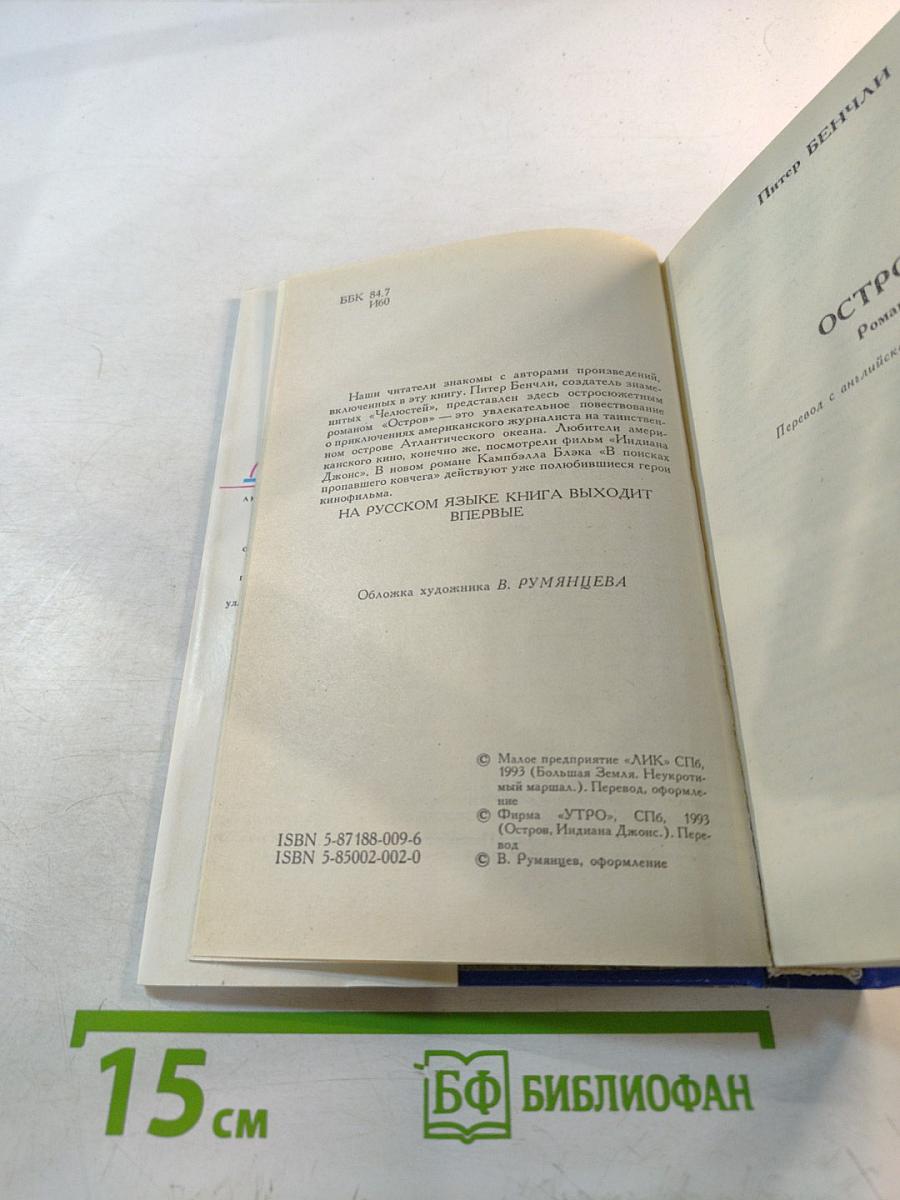 ББК 84.7
И60
Наши читатели знакомы с авторами произведений,
включенных в эту книгу. Питер Бенчли, создатель знаме-
нитых «Челюстей», представлен здесь остросюжетным
романом «Остров» — это увлекательное повествование
о приключениях американского журналиста на таинствен-
ном острове Атлантического океана. Любители амери-
канского кино, конечно же, посмотрели фильм «Индиана
Джонс». В новом романе Кампбэлла Блэка «В поисках
пропавшего ковчега» действуют уже полюбившиеся герои
кинофильма.
НА РУССКОМ ЯЗЫКЕ КНИГА ВЫХОДИТ
ВПЕРВЫЕ
Обложка художника В. РУМЯНЦЕВА
© Малое предприятие «ЛИК» СПб,
1993 (Большая Земля. Неукроти-
мый маршал.). Перевод, оформле-
ние
© Фирма «УТРО», СПб, 1993
(Остров, Индиана Джонс.). Пере-
вод
© В. Румянцев, оформление
ISBN 5-87188-009-6
ISBN 5-85002-002-0
Питер БЕНЧЛИ
ОСТРО
Роман
Перевод с английско
15 см
БФ БИБЛИОФАН